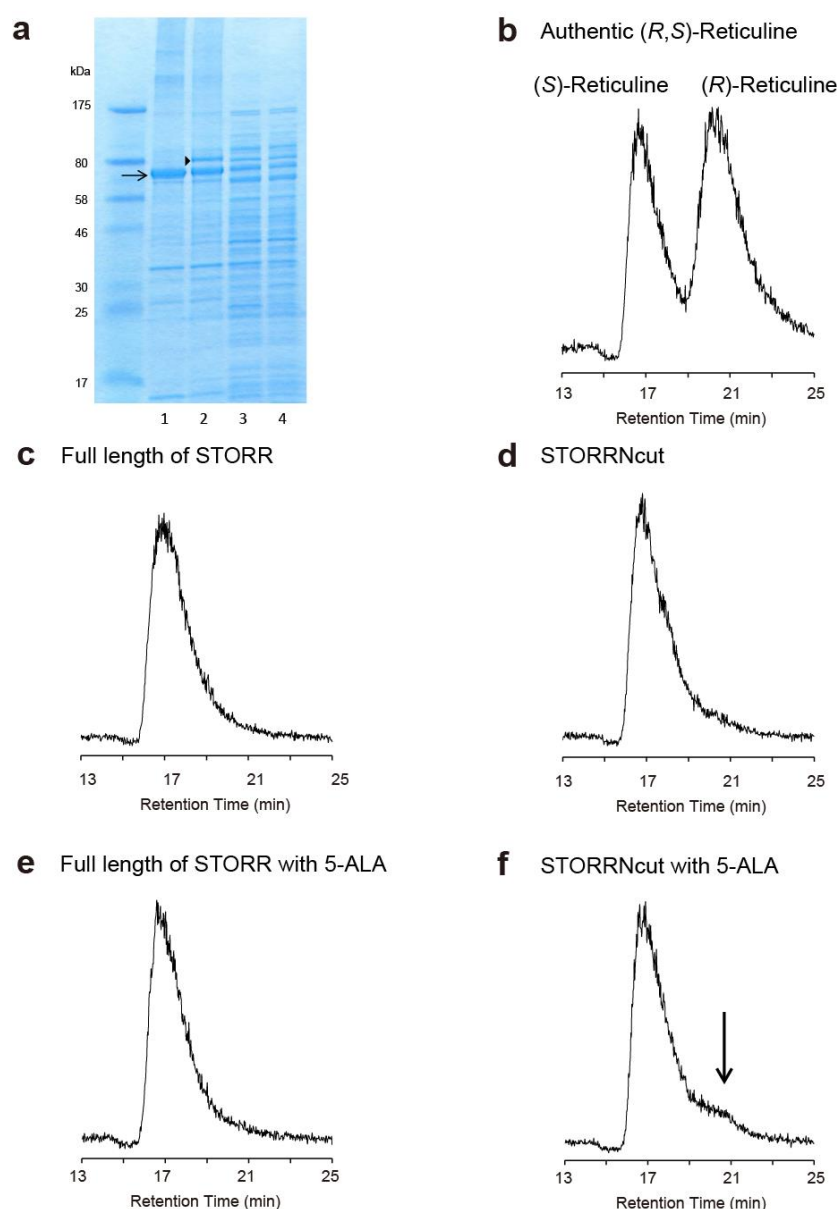 a
kDa
175
80
58
46
30
25
17
1 2 3 4
b Authentic (R,S)-Reticuline
(S)-Reticuline (R)-Reticuline
13 17 21 25
Retention Time (min)
c Full length of STORR
13 17 21 25
Retention Time (min)
d STORRNcut
13 17 21 25
Retention Time (min)
e Full length of STORR with 5-ALA
13 17 21 25
Retention Time (min)
f STORRNcut with 5-ALA
13 17 21 25
Retention Time (min)